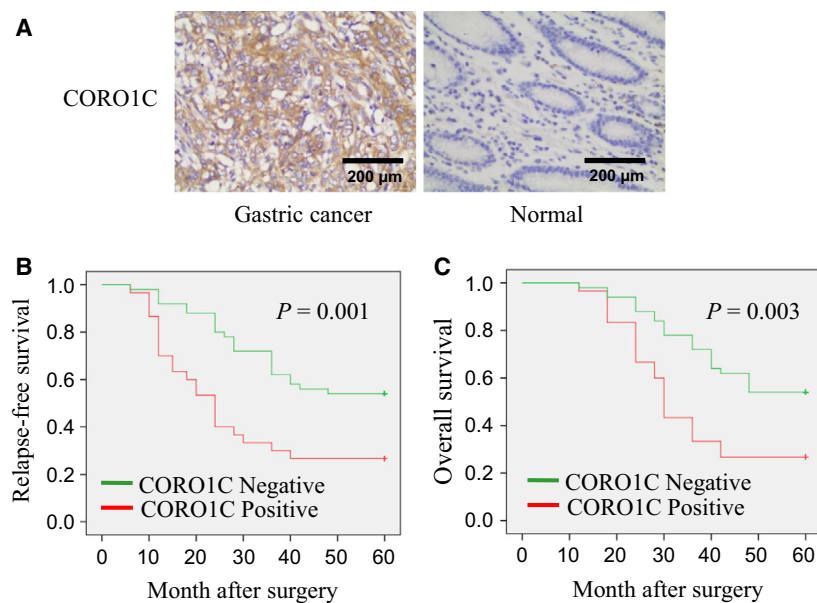 A
CORO1C
200 µm
200 µm
Gastric cancer
Normal
B
Relapse-free survival
1.0
0.8
0.6
0.4
0.2
0.0
P = 0.001
CORO1C Negative
CORO1C Positive
0 10 20 30 40 50 60
Month after surgery
C
Overall survival
1.0
0.8
0.6
0.4
0.2
0.0
P = 0.003
CORO1C Negative
CORO1C Positive
0 10 20 30 40 50 60
Month after surgery